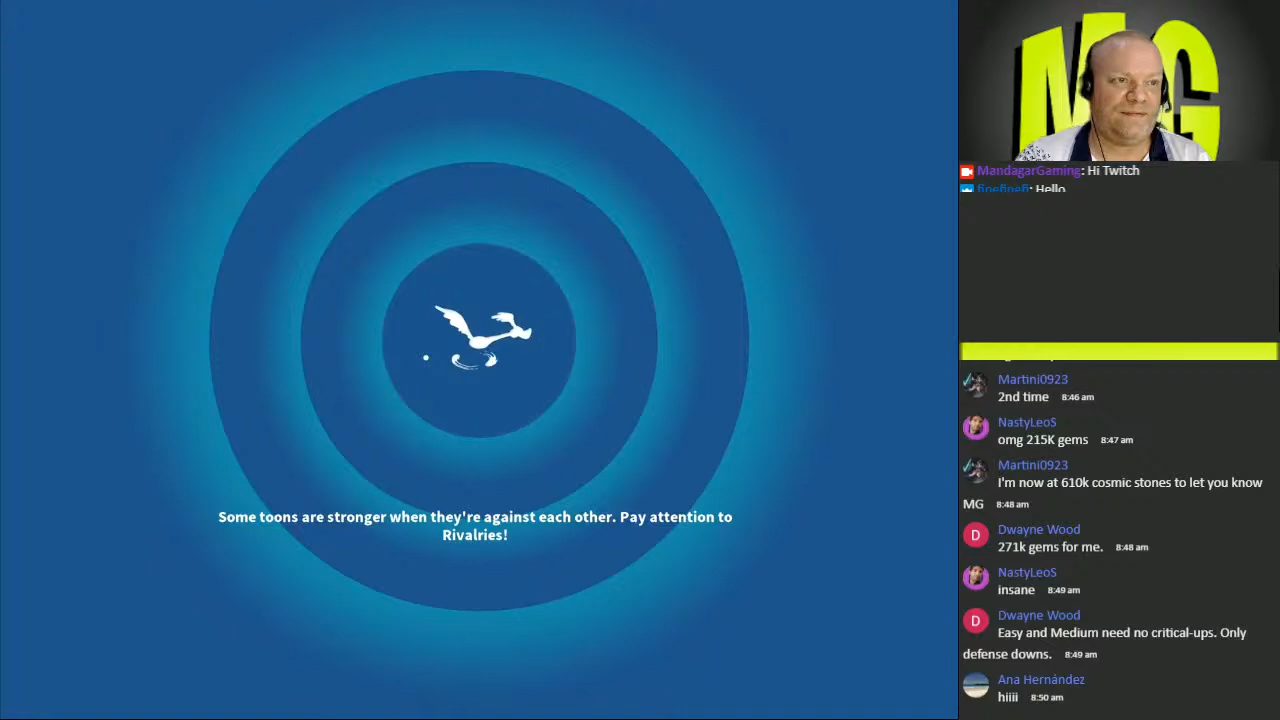 Some toons are stronger when they're against each other. Pay attention to
Rivalries!
MG
MandagarGaming: Hi Twitch
finefinefi: Hello
Martini0923
2nd time 8:46 am
NastyLeoS
omg 215K gems 8:47 am
Martini0923
I'm now at 610k cosmic stones to let you know
MG 8:48 am
D Dwayne Wood
271k gems for me. 8:48 am
NastyLeoS
insane 8:49 am
D Dwayne Wood
Easy and Medium need no critical-ups. Only
defense downs. 8:49 am
Ana Hernández
hiiii 8:50 am